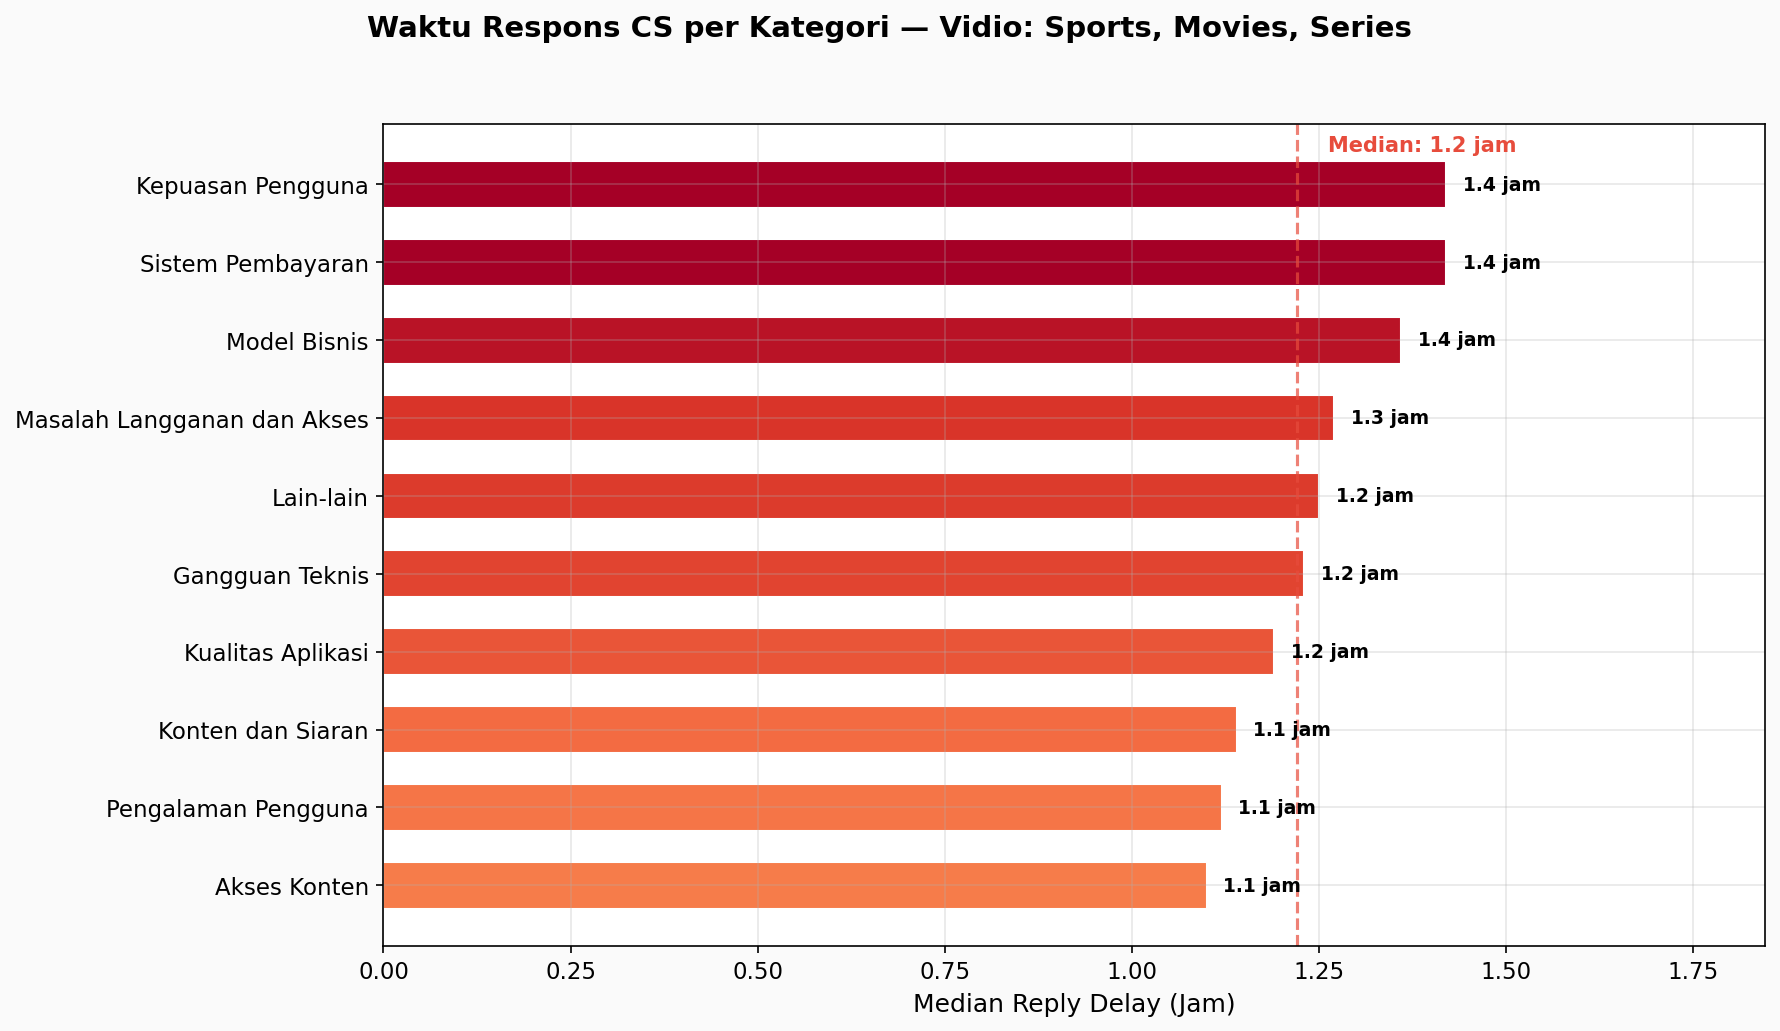 Waktu Respons CS per Kategori — Vidio: Sports, Movies, Series
Median: 1.2 jam
Kepuasan Pengguna 1.4 jam
Sistem Pembayaran 1.4 jam
Model Bisnis 1.4 jam
Masalah Langganan dan Akses 1.3 jam
Lain-lain 1.2 jam
Gangguan Teknis 1.2 jam
Kualitas Aplikasi 1.2 jam
Konten dan Siaran 1.1 jam
Pengalaman Pengguna 1.1 jam
Akses Konten 1.1 jam
0.00 0.25 0.50 0.75 1.00 1.25 1.50 1.75
Median Reply Delay (Jam)